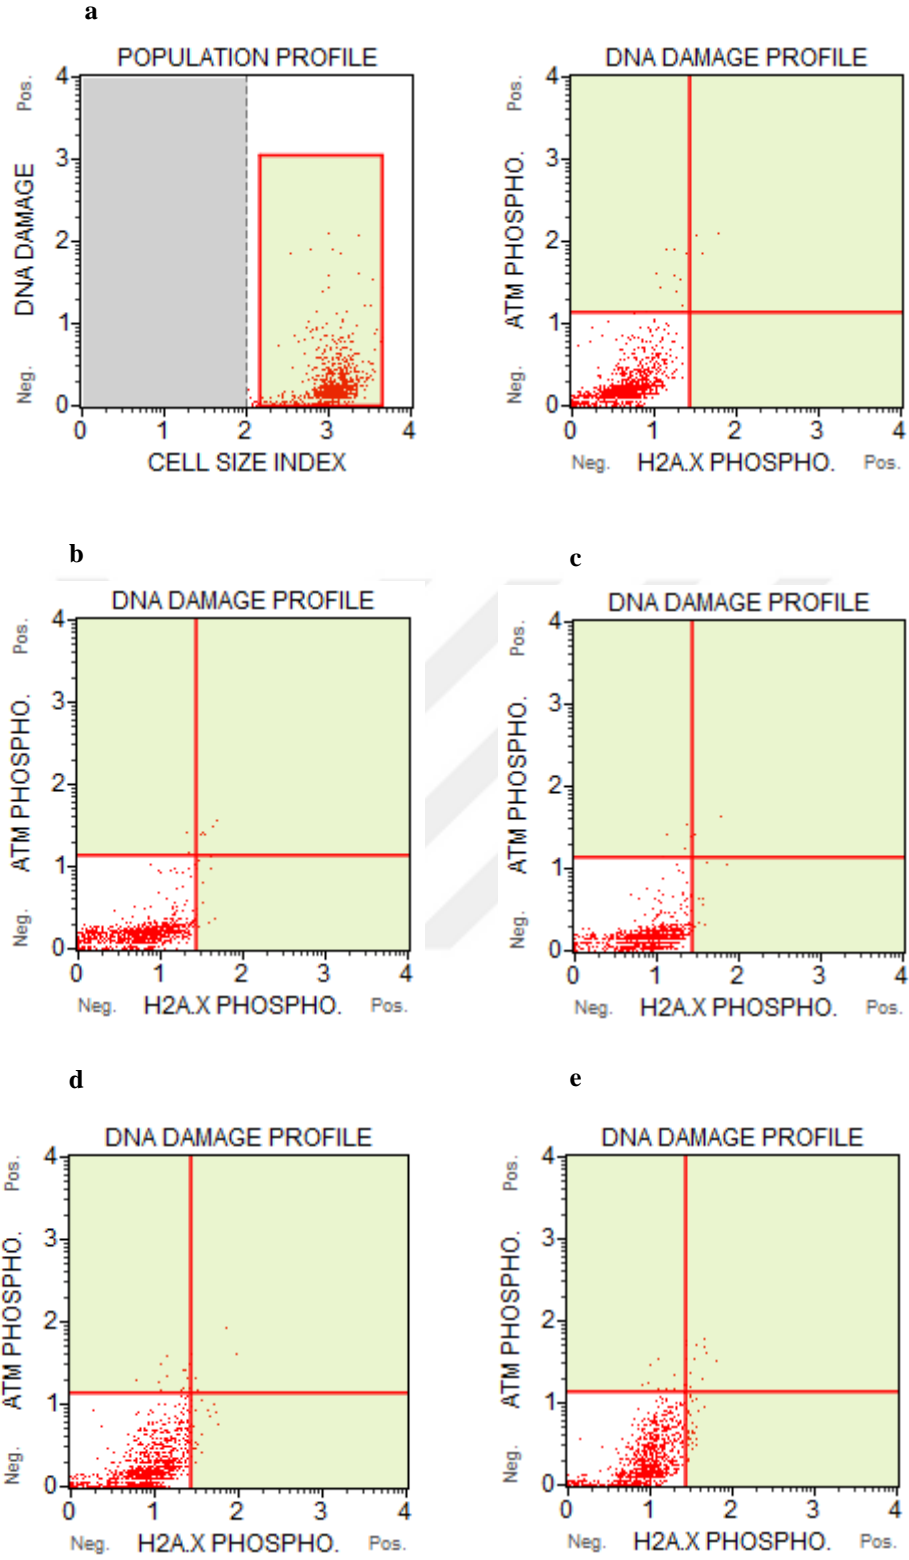 a
POPULATION PROFILE
DNA DAMAGE
Neg. Pos.
4
3
2
1
0
0 1 2 3 4
CELL SIZE INDEX
DNA DAMAGE PROFILE
ATM PHOSPHO.
Neg. Pos.
4
3
2
1
0
0 1 2 3 4
Neg. H2A.X PHOSPHO. Pos.
b
DNA DAMAGE PROFILE
ATM PHOSPHO.
Neg. Pos.
4
3
2
1
0
0 1 2 3 4
Neg. H2A.X PHOSPHO. Pos.
c
DNA DAMAGE PROFILE
ATM PHOSPHO.
Neg. Pos.
4
3
2
1
0
0 1 2 3 4
Neg. H2A.X PHOSPHO. Pos.
d
DNA DAMAGE PROFILE
ATM PHOSPHO.
Neg. Pos.
4
3
2
1
0
0 1 2 3 4
Neg. H2A.X PHOSPHO. Pos.
e
DNA DAMAGE PROFILE
ATM PHOSPHO.
Neg. Pos.
4
3
2
1
0
0 1 2 3 4
Neg. H2A.X PHOSPHO. Pos.